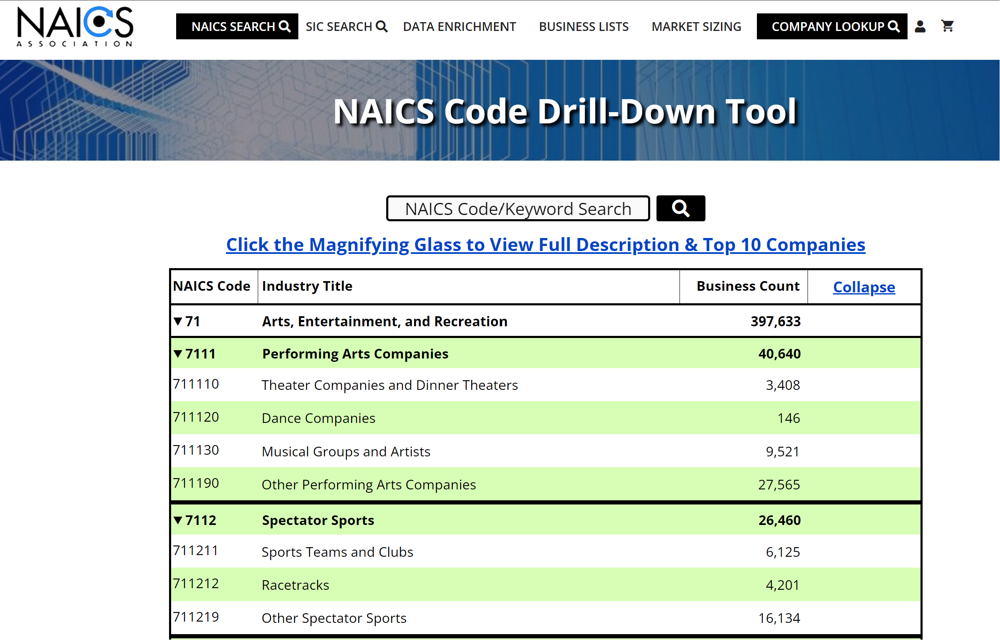 NAICS
ASSOCIATION
NAICS SEARCH SIC SEARCH DATA ENRICHMENT BUSINESS LISTS MARKET SIZING COMPANY LOOKUP
NAICS Code Drill-Down Tool
NAICS Code/Keyword Search
Click the Magnifying Glass to View Full Description & Top 10 Companies
NAICS Code Industry Title Business Count Collapse
71 Arts, Entertainment, and Recreation 397,633
7111 Performing Arts Companies 40,640
711110 Theater Companies and Dinner Theaters 3,408
711120 Dance Companies 146
711130 Musical Groups and Artists 9,521
711190 Other Performing Arts Companies 27,565
7112 Spectator Sports 26,460
711211 Sports Teams and Clubs 6,125
711212 Racetracks 4,201
711219 Other Spectator Sports 16,134